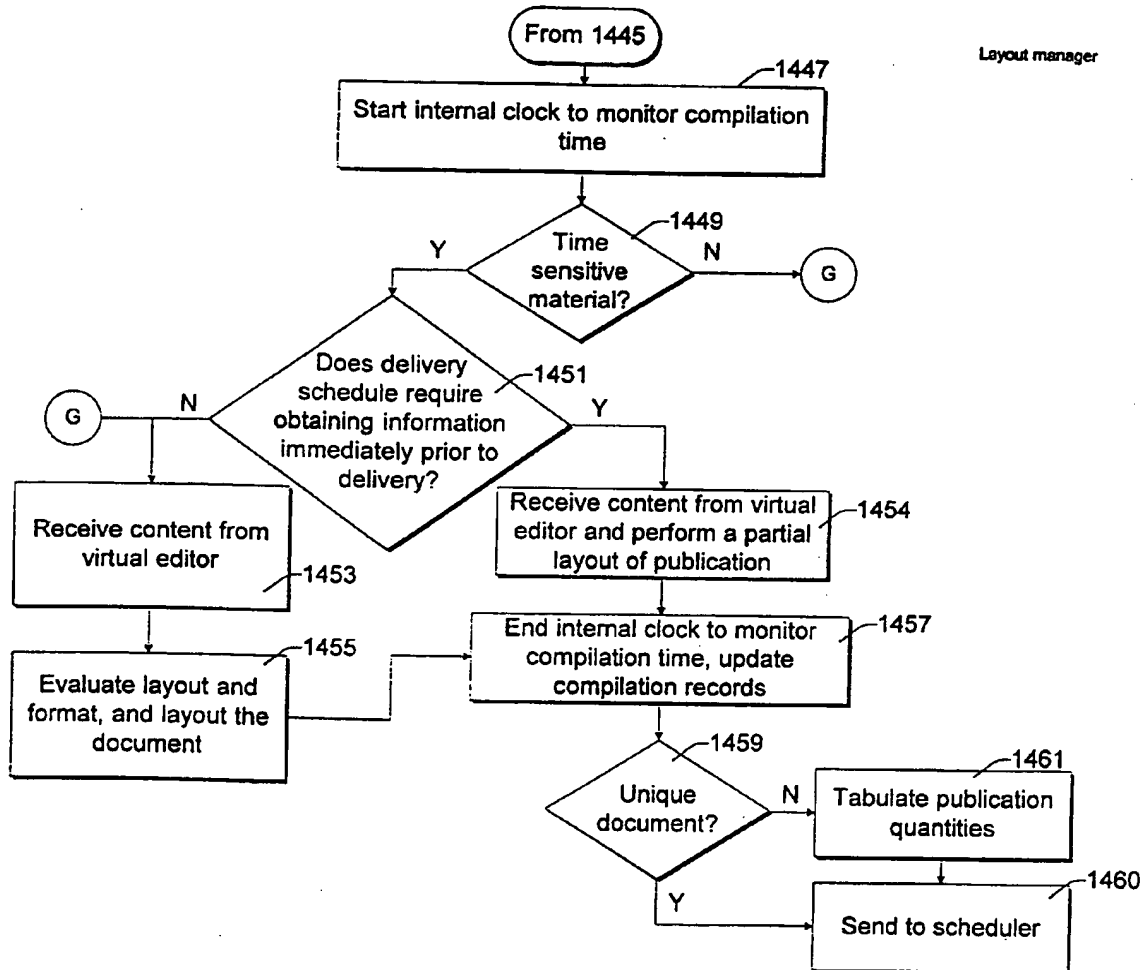 From 1445
Layout manager
1447
Start internal clock to monitor compilation
time
1449
Time
sensitive
material?
Y
N
G
Does delivery
schedule require
obtaining information
immediately prior to
delivery?
1451
G
N
Y
Receive content from
virtual editor
1453
Receive content from virtual
editor and perform a partial
layout of publication
1454
1455
Evaluate layout and
format, and layout the
document
End internal clock to monitor
compilation time, update
compilation records
1457
1459
Unique
document?
N
Y
1461
Tabulate publication
quantities
1460
Send to scheduler